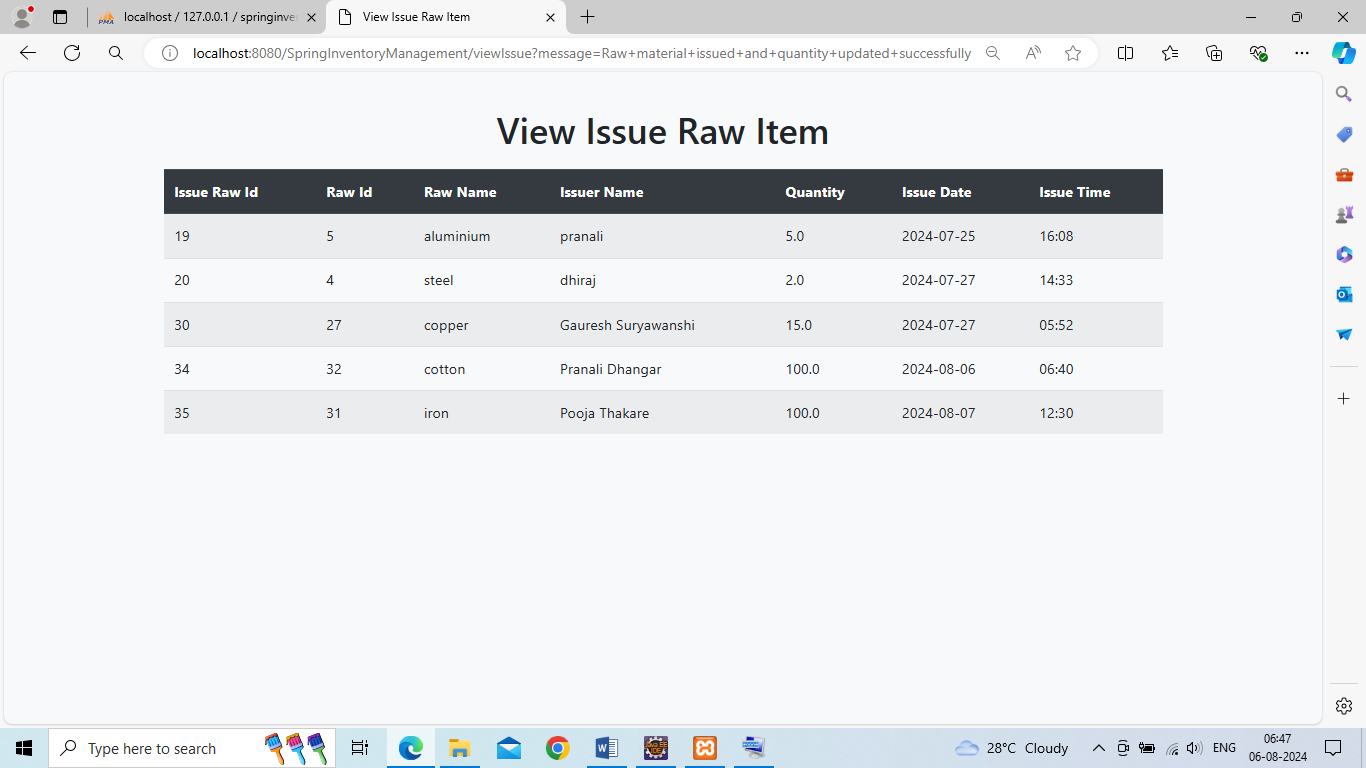 localhost / 127.0.0.1 / springinve
View Issue Raw Item
localhost:8080/SpringInventoryManagement/viewIssue?message=Raw+material+issued+and+quantity+updated+successfully
View Issue Raw Item
Issue Raw Id Raw Id Raw Name Issuer Name Quantity Issue Date Issue Time
19 5 aluminium pranali 5.0 2024-07-25 16:08
20 4 steel dhiraj 2.0 2024-07-27 14:33
30 27 copper Gauresh Suryawanshi 15.0 2024-07-27 05:52
34 32 cotton Pranali Dhangar 100.0 2024-08-06 06:40
35 31 iron Pooja Thakare 100.0 2024-08-07 12:30
Type here to search
28°C Cloudy
ENG
06:47
06-08-2024